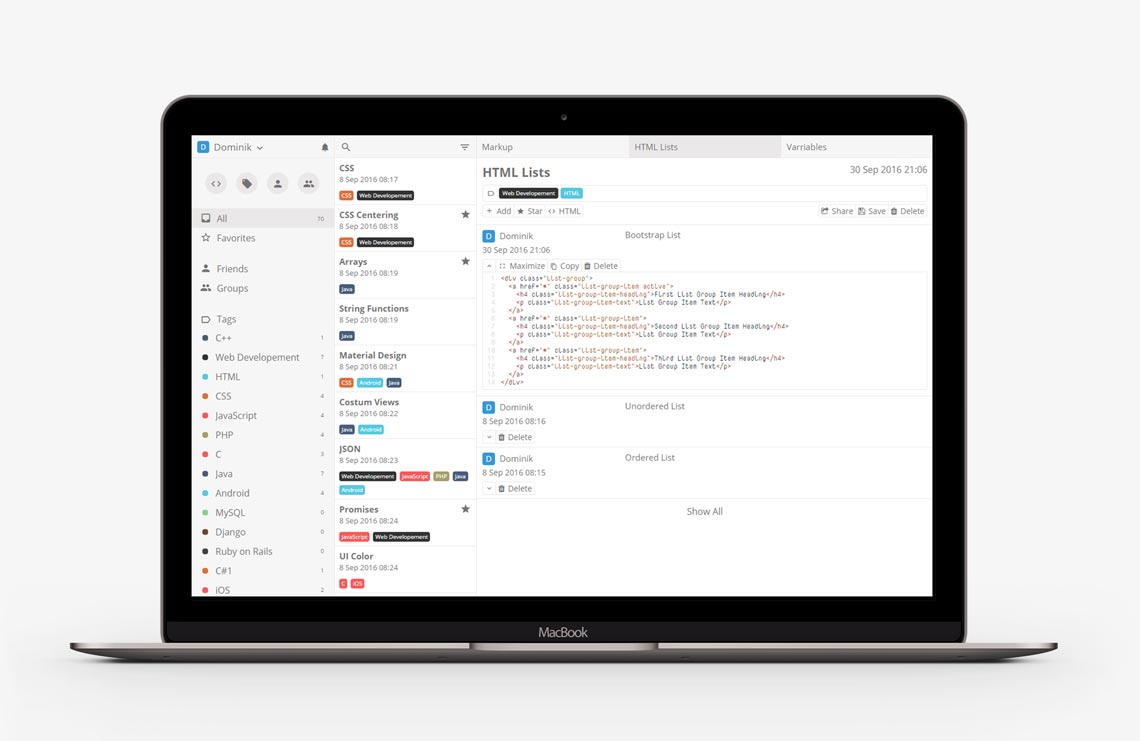 D Dominik
Markup
HTML Lists
Varriables
All 70
Favorites
Friends
Groups
Tags
C++ 1
Web Developement 7
HTML 1
CSS 4
JavaScript 4
PHP 4
C 3
Java 7
Android 4
MySQL 0
Django 0
Ruby on Rails 0
C#1 1
iOS 2
CSS
8 Sep 2016 08:17
CSS Web Developement
CSS Centering
8 Sep 2016 08:18
CSS Web Developement
Arrays
8 Sep 2016 08:19
Java
String Functions
8 Sep 2016 08:19
Java
Material Design
8 Sep 2016 08:21
CSS Android Java
Costum Views
8 Sep 2016 08:22
Java Android
JSON
8 Sep 2016 08:23
Web Developement JavaScript PHP Java
Android
Promises
8 Sep 2016 08:24
JavaScript Web Developement
UI Color
8 Sep 2016 08:24
C iOS
HTML Lists 30 Sep 2016 21:06
Web Developement HTML
+ Add Star <> HTML Share Save Delete
D Dominik Bootstrap List
30 Sep 2016 21:06
Maximize Copy Delete
1 <div class="list-group">
2 <a href="*" class="list-group-item active">
3 <h4 class="list-group-item-heading">First List Group Item Heading</h4>
4 <p class="list-group-item-text">List Group Item Text</p>
5 </a>
6 <a href="*" class="list-group-item">
7 <h4 class="list-group-item-heading">Second List Group Item Heading</h4>
8 <p class="list-group-item-text">List Group Item Text</p>
9 </a>
10 <a href="*" class="list-group-item">
11 <h4 class="list-group-item-heading">Third List Group Item Heading</h4>
12 <p class="list-group-item-text">List Group Item Text</p>
13 </a>
14 </div>
D Dominik Unordered List
8 Sep 2016 08:16
Delete
D Dominik Ordered List
8 Sep 2016 08:15
Delete
Show All
MacBook